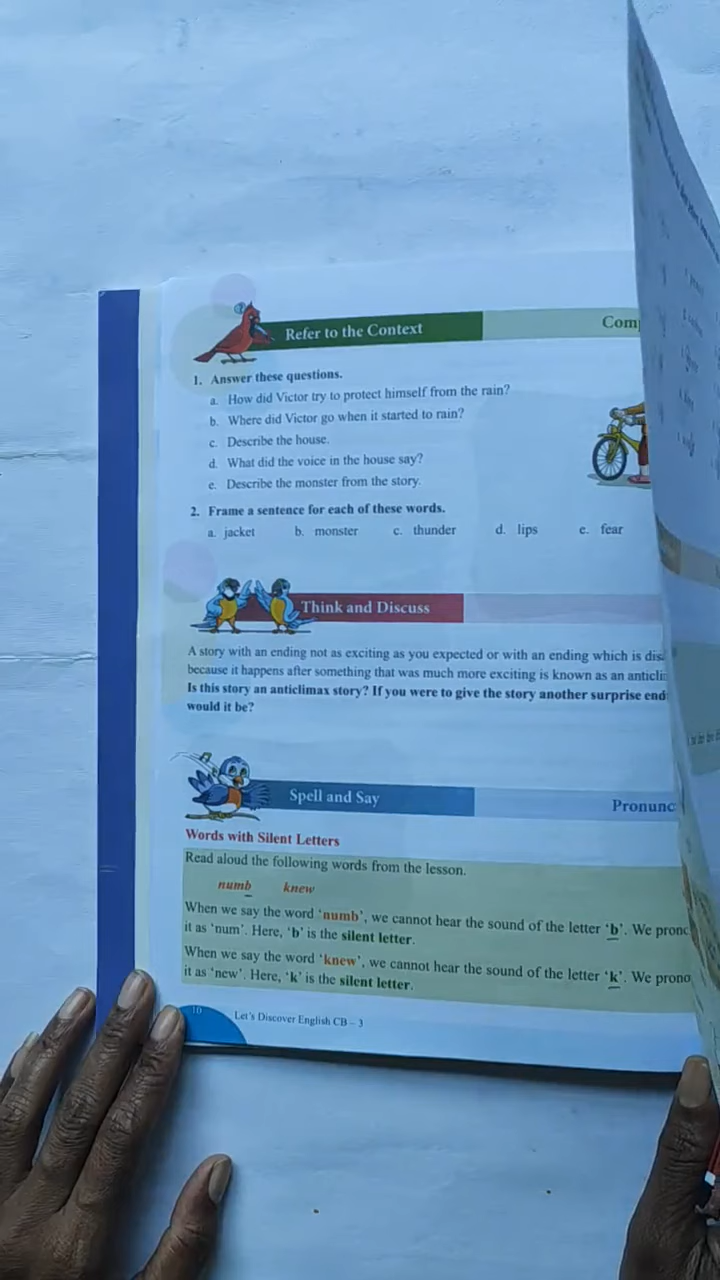 Refer to the Context
Com
1. Answer these questions.
a. How did Victor try to protect himself from the rain?
b. Where did Victor go when it started to rain?
c. Describe the house.
d. What did the voice in the house say?
e. Describe the monster from the story.
2. Frame a sentence for each of these words.
a. jacket b. monster c. thunder d. lips e. fear
Think and Discuss
A story with an ending not as exciting as you expected or with an ending which is
because it happens after something that was much more exciting is known as an
Is this story an anticlimax story? If you were to give the story another surprise
would it be?
Spell and Say
Pronunc
Words with Silent Letters
Read aloud the following words from the lesson.
numb knew
When we say the word ‘numb’, we cannot hear the sound of the letter ‘b’. We
it as ‘num’. Here, ‘b’ is the silent letter.
When we say the word ‘knew’, we cannot hear the sound of the letter ‘k’. We
it as ‘new’. Here, ‘k’ is the silent letter.
10
Let's Discover English CB – 3